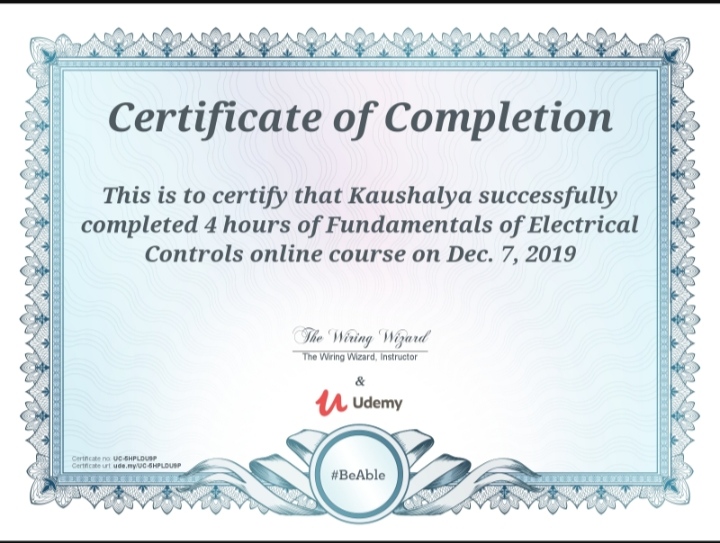 Certificate of Completion
This is to certify that Kaushalya successfully
completed 4 hours of Fundamentals of Electrical
Controls online course on Dec. 7, 2019
The Wiring Wizard
The Wiring Wizard, Instructor
&
Udemy
Certificate no: UC-5HPLDU9P
Certificate url: ude.my/UC-5HPLDU9P
#BeAble